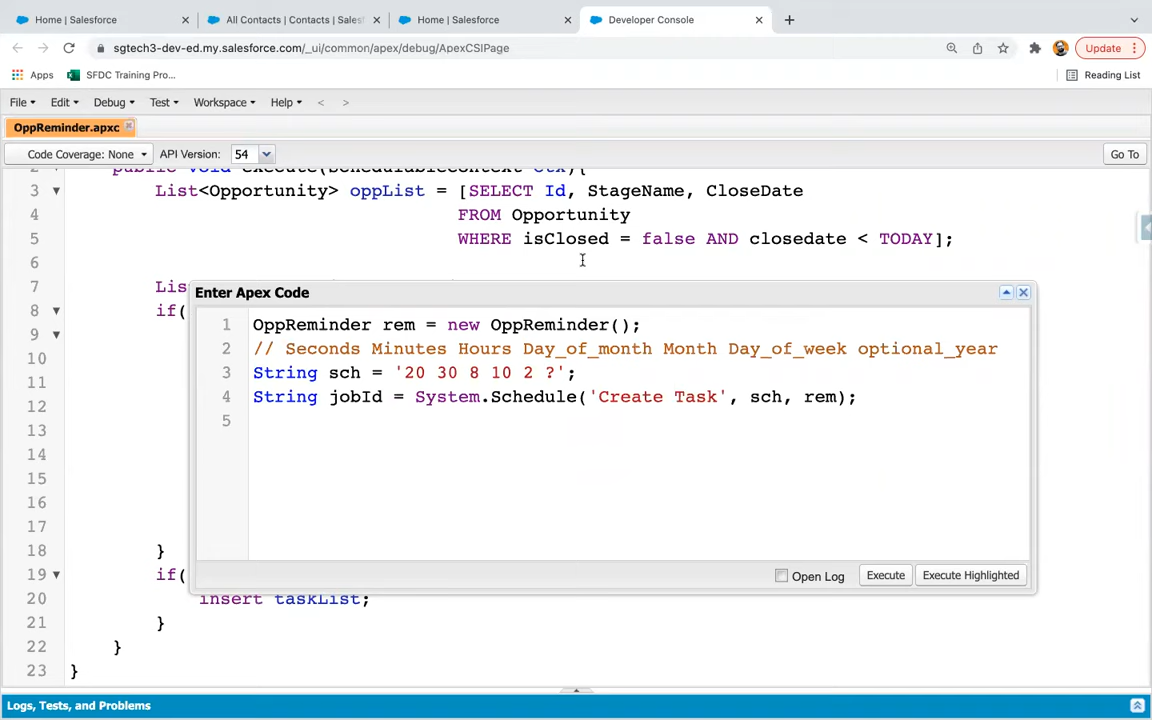 Home | Salesforce
All Contacts | Contacts | Sales
Home | Salesforce
Developer Console
sgtech3-dev-ed.my.salesforce.com/_ui/common/apex/debug/ApexCSIPage
Update
Apps
SFDC Training Pro...
Reading List
File
Edit
Debug
Test
Workspace
Help
<
>
OppReminder.apxc
Code Coverage: None
API Version:
54
Go To
3 List<Opportunity> oppList = [SELECT Id, StageName, CloseDate
4 FROM Opportunity
5 WHERE isClosed = false AND closedate < TODAY];
6
7 Lis
8 if(
9
10
11
12
13
14
15
16
17
18 }
19 if(
20 insert taskList;
21 }
22 }
23 }
Enter Apex Code
1 OppReminder rem = new OppReminder();
2 // Seconds Minutes Hours Day_of_month Month Day_of_week optional_year
3 String sch = '20 30 8 10 2 ?';
4 String jobId = System.Schedule('Create Task', sch, rem);
5
Open Log
Execute
Execute Highlighted
Logs, Tests, and Problems